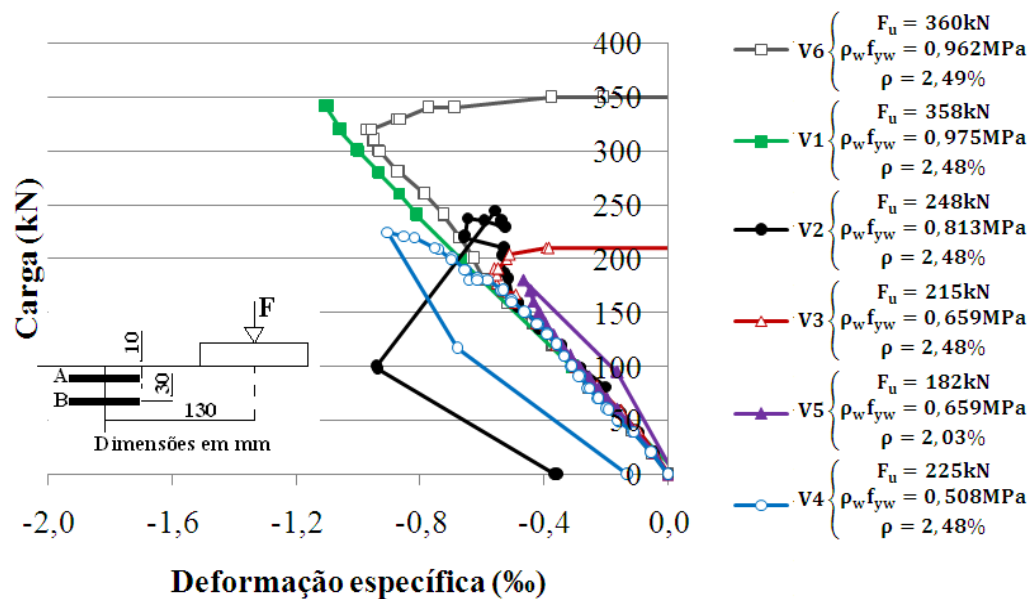 Carga (kN)
400
350
300
250
200
150
100
50
0
-2,0 -1,6 -1,2 -0,8 -0,4 0,0
Deformação específica (‰)
F
10
A
30
B
130
Dimensões em mm
F_u = 360kN
V6 ρ_w f_yw = 0,962MPa
ρ = 2,49%
F_u = 358kN
V1 ρ_w f_yw = 0,975MPa
ρ = 2,48%
F_u = 248kN
V2 ρ_w f_yw = 0,813MPa
ρ = 2,48%
F_u = 215kN
V3 ρ_w f_yw = 0,659MPa
ρ = 2,48%
F_u = 182kN
V5 ρ_w f_yw = 0,659MPa
ρ = 2,03%
F_u = 225kN
V4 ρ_w f_yw = 0,508MPa
ρ = 2,48%